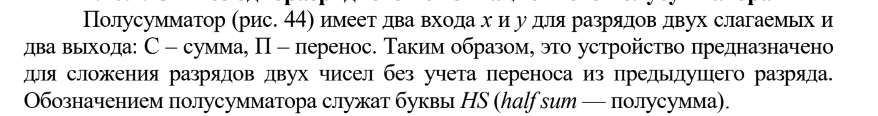 Полусумматор (рис. 44) имеет два входа x и y для разрядов двух слагаемых и
два выхода: С – сумма, П – перенос. Таким образом, это устройство предназначено
для сложения разрядов двух чисел без учета переноса из предыдущего разряда.
Обозначением полусумматора служат буквы HS (half sum — полусумма).